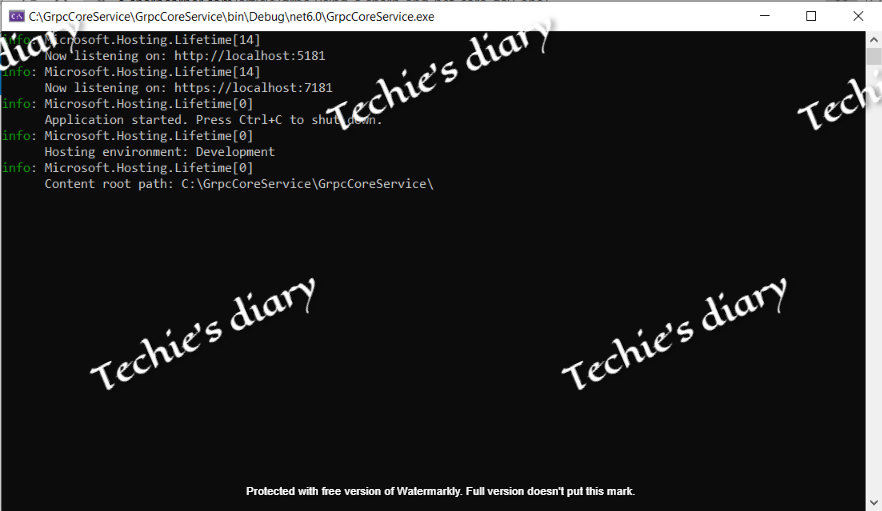 C:\GrpcCoreService\GrpcCoreService\bin\Debug\net6.0\GrpcCoreService.exe
info: Microsoft.Hosting.Lifetime[14]
Now listening on: http://localhost:5181
info: Microsoft.Hosting.Lifetime[14]
Now listening on: https://localhost:7181
info: Microsoft.Hosting.Lifetime[0]
Application started. Press Ctrl+C to shut down.
info: Microsoft.Hosting.Lifetime[0]
Hosting environment: Development
info: Microsoft.Hosting.Lifetime[0]
Content root path: C:\GrpcCoreService\GrpcCoreService\
diary
Techie's diary
Techie's
Techie's diary
Techie's diary
Protected with free version of Watermarkly. Full version doesn't put this mark.